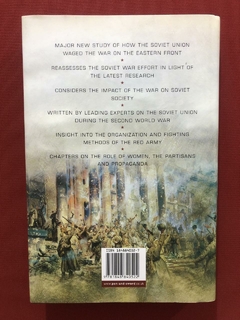 MAJOR NEW STUDY OF HOW THE SOVIET UNION
WAGED THE WAR ON THE EASTERN FRONT
REASSESSES THE SOVIET WAR EFFORT IN LIGHT OF
THE LATEST RESEARCH
CONSIDERS THE IMPACT OF THE WAR ON SOVIET
SOCIETY
WRITTEN BY LEADING EXPERTS ON THE SOVIET UNION
DURING THE SECOND WORLD WAR
INSIGHT INTO THE ORGANIZATION AND FIGHTING
METHODS OF THE RED ARMY
CHAPTERS ON THE ROLE OF WOMEN, THE PARTISANS
AND PROPAGANDA
ISBN